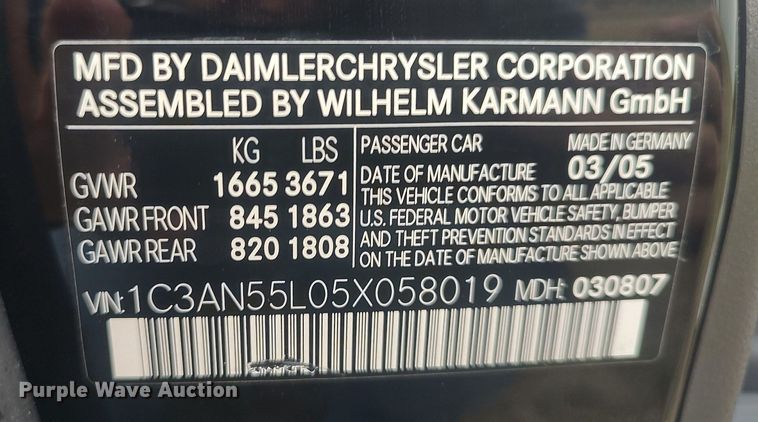 MFD BY DAIMLERCHRYSLER CORPORATION
ASSEMBLED BY WILHELM KARMANN GmbH
KG LBS
GVWR 1665 3671
GAWR FRONT 845 1863
GAWR REAR 820 1808
PASSENGER CAR MADE IN GERMANY
DATE OF MANUFACTURE 03/05
THIS VEHICLE CONFORMS TO ALL APPLICABLE
U.S. FEDERAL MOTOR VEHICLE SAFETY, BUMPER
AND THEFT PREVENTION STANDARDS IN EFFECT
ON DATE OF MANUFACTURE SHOWN ABOVE
VIN: 1C3AN55L05X058019 MDH: 030807
Purple Wave Auction